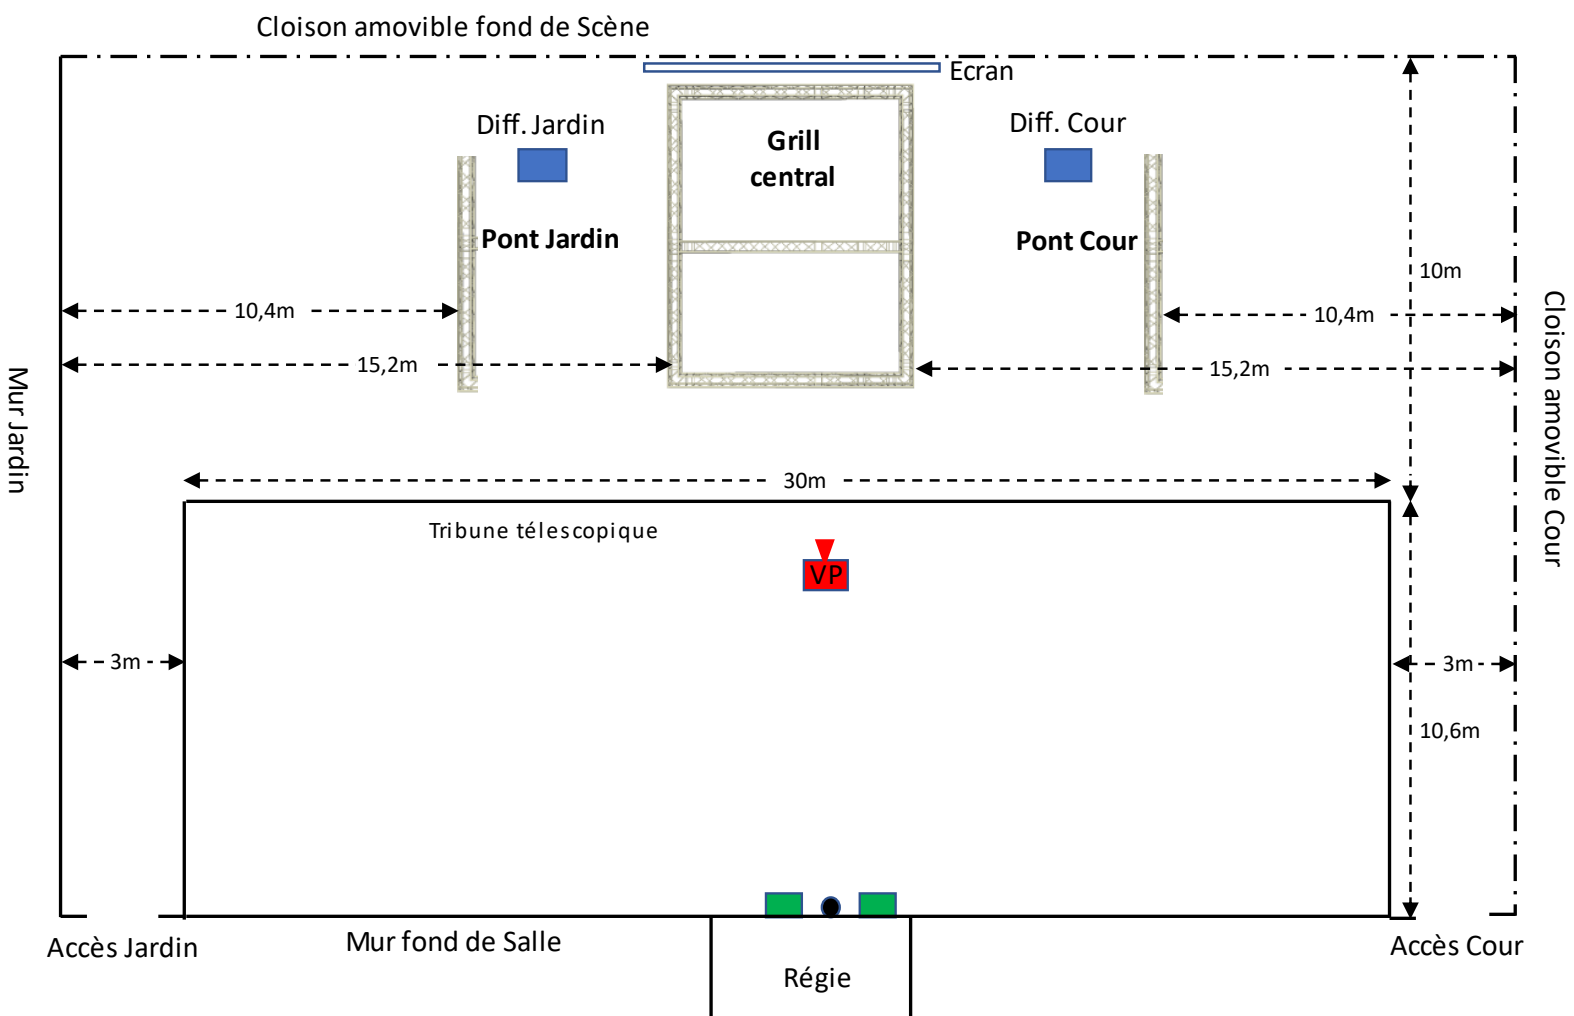 Cloison amovible fond de Scène
Ecran
Diff. Jardin
Diff. Cour
Grill
central
Pont Jardin
Pont Cour
10m
10,4m
10,4m
15,2m
15,2m
Mur Jardin
Cloison amovible Cour
30m
Tribune télescopique
VP
3m
3m
10,6m
Accès Jardin
Mur fond de Salle
Accès Cour
Régie